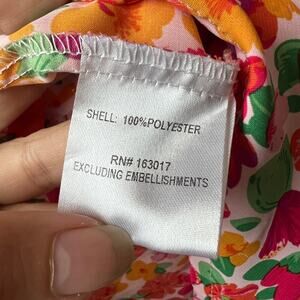 SHELL: 100%POLYESTER
RN# 163017
EXCLUDING EMBELLISHMENTS